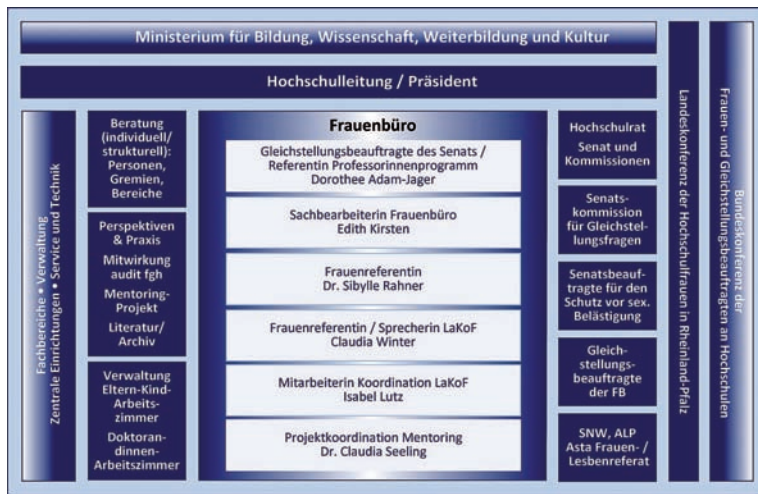 Ministerium für Bildung, Wissenschaft, Weiterbildung und Kultur
Hochschulleitung / Präsident
Fachbereiche • Verwaltung
Zentrale Einrichtungen • Service und Technik
Beratung
(individuell/
strukturell):
Personen,
Gremien,
Bereiche
Perspektiven
& Praxis
Mitwirkung
audit fgh
Mentoring-
Projekt
Literatur/
Archiv
Verwaltung
Eltern-Kind-
Arbeits-
zimmer
Doktoran-
dinnen-
Arbeitszimmer
Frauenbüro
Gleichstellungsbeauftragte des Senats /
Referentin Professorinnenprogramm
Dorothee Adam-Jager
Sachbearbeiterin Frauenbüro
Edith Kirsten
Frauenreferentin
Dr. Sibylle Rahner
Frauenreferentin / Sprecherin LaKoF
Claudia Winter
Mitarbeiterin Koordination LaKoF
Isabel Lutz
Projektkoordination Mentoring
Dr. Claudia Seeling
Hochschulrat
Senat und
Kommissionen
Senats-
kommission
für Gleichstel-
lungsfragen
Senatsbeauf-
tragte für den
Schutz vor sex.
Belästigung
Gleich-
stellungs-
beauftragte
der FB
SNW, ALP
Asta Frauen- /
Lesbenreferat
Landeskonferenz der Hochschulfrauen in Rheinland-Pfalz
Bundeskonferenz der
Frauen- und Gleichstellungsbeauftragten an Hochschulen